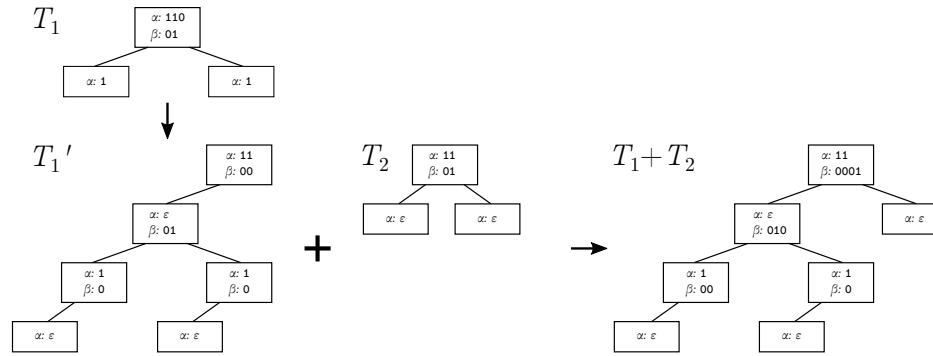 T₁
α: 110
β: 01
α: 1
α: 1
T₁′
α: 11
β: 00
α: ε
β: 01
α: 1
β: 0
α: 1
β: 0
α: ε
α: ε
+
T₂
α: 11
β: 01
α: ε
α: ε
T₁+T₂
α: 11
β: 0001
α: ε
β: 010
α: ε
α: 1
β: 00
α: 1
β: 0
α: ε
α: ε